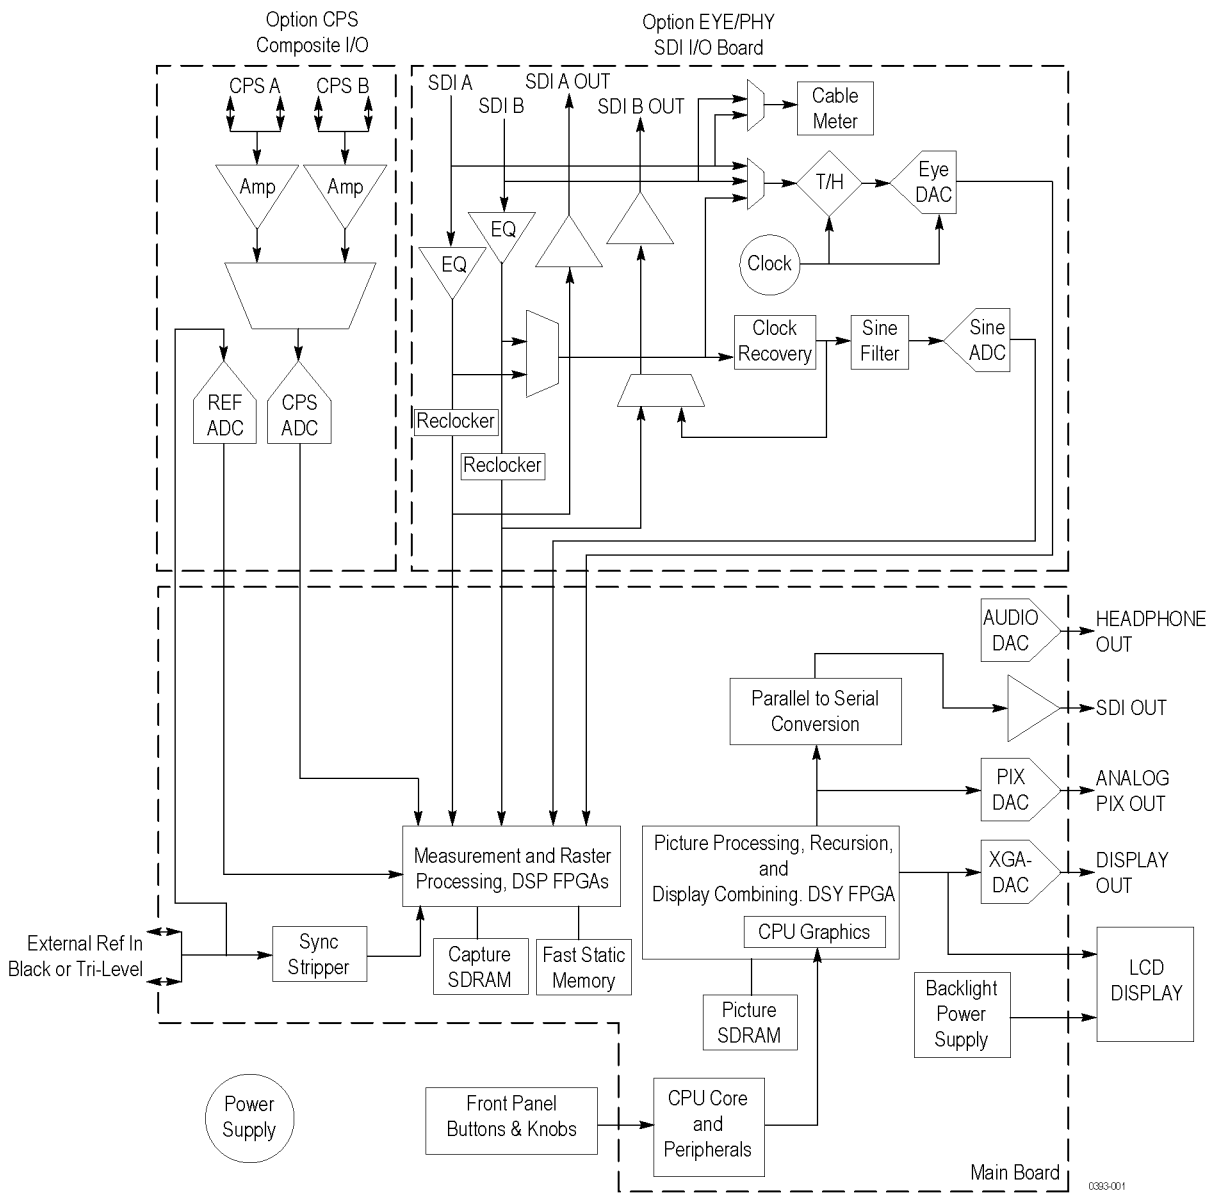 Option CPS
Composite I/O
Option EYE/PHY
SDI I/O Board
CPS A
CPS B
SDI A
SDI B
SDI A OUT
SDI B OUT
Cable
Meter
Amp
Amp
T/H
Eye
DAC
EQ
EQ
Clock
Clock
Recovery
Sine
Filter
Sine
ADC
REF
ADC
CPS
ADC
Reclocker
Reclocker
AUDIO
DAC
HEADPHONE
OUT
Parallel to Serial
Conversion
SDI OUT
PIX
DAC
ANALOG
PIX OUT
Measurement and Raster
Processing, DSP FPGAs
Picture Processing, Recursion,
and
Display Combining. DSY FPGA
CPU Graphics
XGA-
DAC
DISPLAY
OUT
External Ref In
Black or Tri-Level
Sync
Stripper
Capture
SDRAM
Fast Static
Memory
Picture
SDRAM
Backlight
Power
Supply
LCD
DISPLAY
Power
Supply
Front Panel
Buttons & Knobs
CPU Core
and
Peripherals
Main Board
0393-001